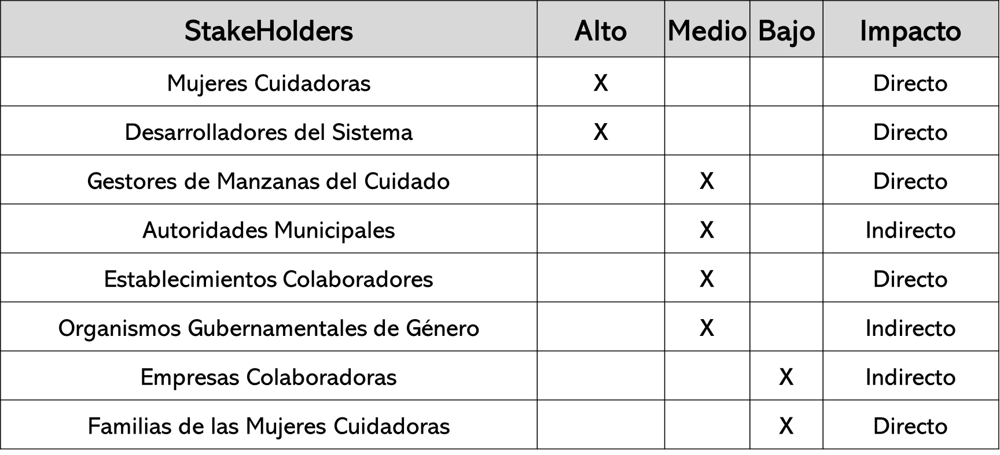 StakeHolders Alto Medio Bajo Impacto
Mujeres Cuidadoras X Directo
Desarrolladores del Sistema X Directo
Gestores de Manzanas del Cuidado X Directo
Autoridades Municipales X Indirecto
Establecimientos Colaboradores X Directo
Organismos Gubernamentales de Género X Indirecto
Empresas Colaboradoras X Indirecto
Familias de las Mujeres Cuidadoras X Directo